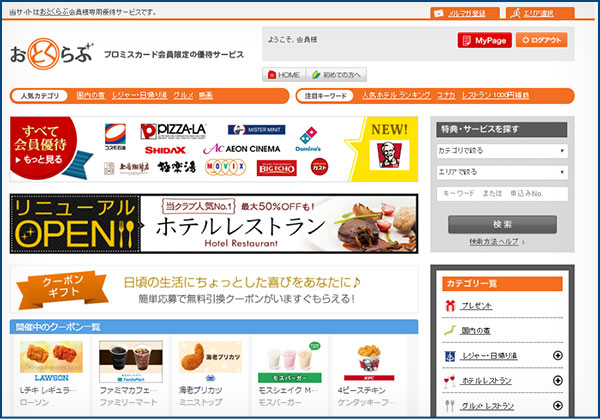 当サイトはおとくらぶ会員様専用優待サービスです。
メルマガ登録
エリア選択
おとくらぶ
プロミスカード会員限定の優待サービス
ようこそ、会員様
MyPage
ログアウト
HOME
初めての方へ
人気カテゴリ
国内の宿 レジャー・日帰り湯 グルメ 映画
注目キーワード
人気ホテルランキング コナカ レストラン1000円補助
すべて
会員優待
もっと見る
コスモ石油
PIZZA-LA
MISTER MINIT
Domino's
SHIDAX
AEON CINEMA
上島珈琲店
極楽湯
MOVIX
BIG ECHO
ガスト
NEW!
KFC
特典・サービスを探す
カテゴリで絞る
エリアで絞る
キーワード または 申込みNo.
検索
検索方法ヘルプ
リニューアル
OPEN
当クラブ人気No.1
最大50%OFFも!
ホテルレストラン
Hotel Restaurant
クーポン
ギフト
日頃の生活にちょっとした喜びをあなたに♪
簡単応募で無料引換クーポンがいますぐもらえる!
開催中のクーポン一覧
LAWSON
Lチキ レギュラ...
ローソン
FamilyMart
ファミマカフェ...
ファミリーマート
海老ブリカツ
海老ブリカツ
ミニストップ
モスバーガー
モスシェイク M...
モスバーガー
KFC
4ピースチキン
ケンタッキーフ...
カテゴリ一覧
プレゼント
国内の宿
レジャー・日帰り湯
ホテルレストラン
グルメ・レストラン